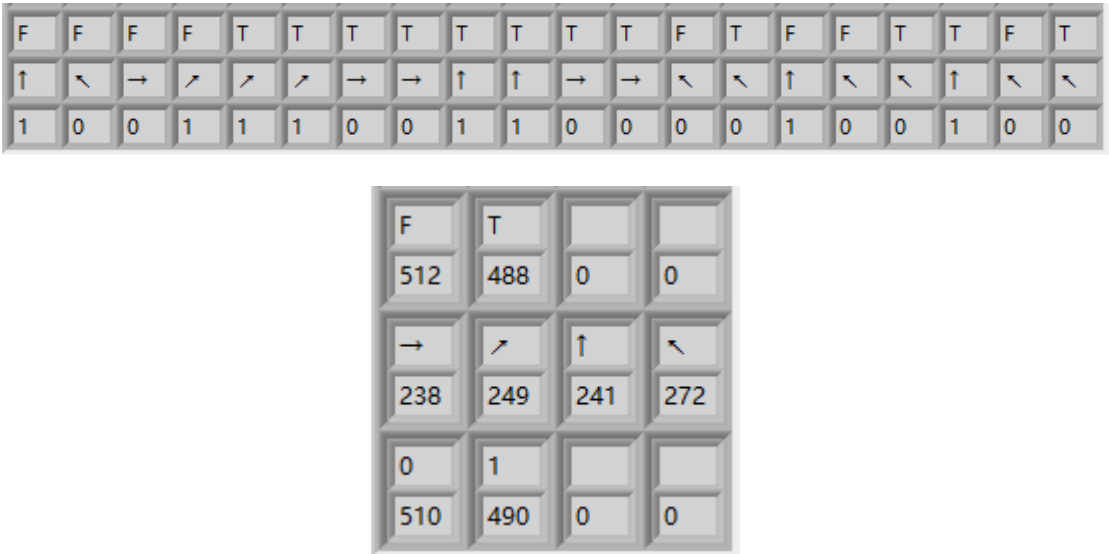 F F F F T T T T T T T T F T F F T T F T
↑ ↖ → ↗ ↗ ↗ → → ↑ ↑ → → ↖ ↖ ↑ ↖ ↖ ↑ ↖ ↖
1 0 0 1 1 1 0 0 1 1 0 0 0 0 1 0 0 1 0 0
F T
512 488 0 0
→ ↗ ↑ ↖
238 249 241 272
0 1
510 490 0 0